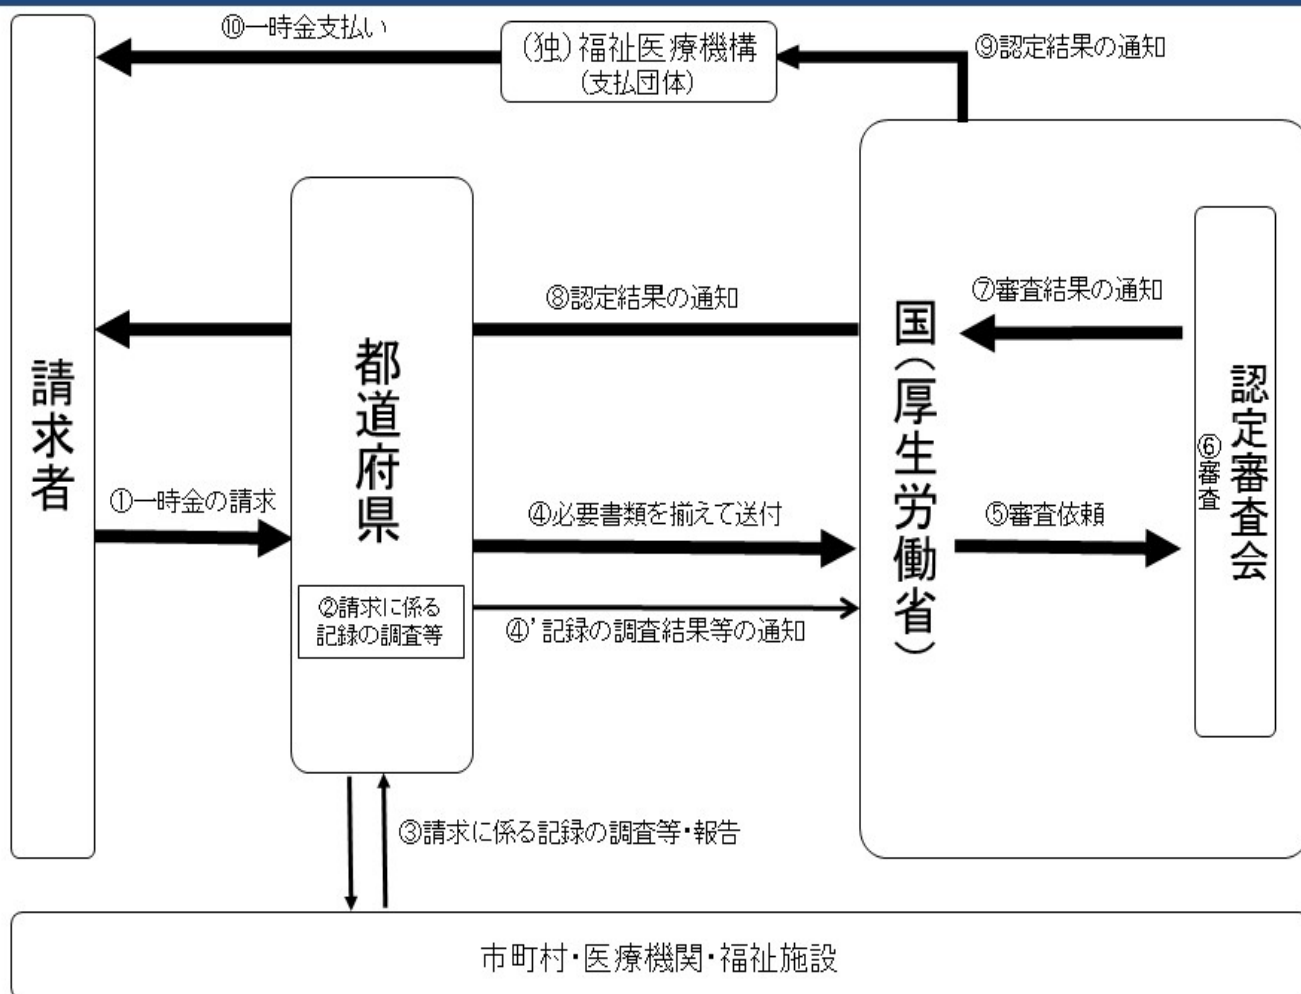 ⑩一時金支払い
(独)福祉医療機構
(支払団体)
⑨認定結果の通知
請求者
都道府県
⑧認定結果の通知
国(厚生労働省)
⑦審査結果の通知
認定審査会
⑥審査
①一時金の請求
④必要書類を揃えて送付
⑤審査依頼
②請求に係る
記録の調査等
④’記録の調査結果等の通知
③請求に係る記録の調査等・報告
市町村・医療機関・福祉施設